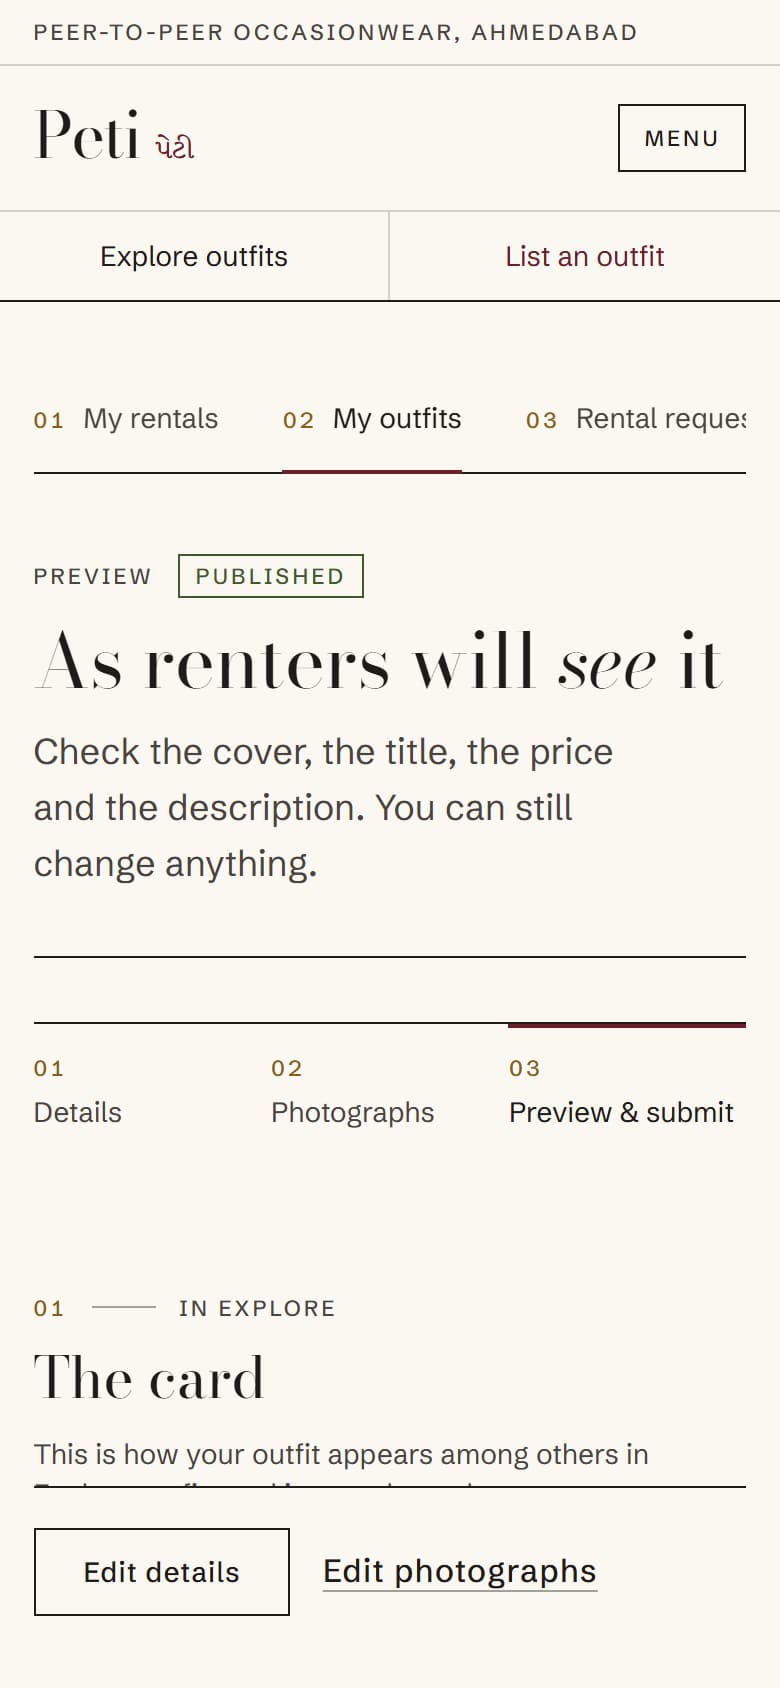 PEER-TO-PEER OCCASIONWEAR, AHMEDABAD
Peti પેટી
MENU
Explore outfits
List an outfit
01 My rentals
02 My outfits
03 Rental reques
PREVIEW
PUBLISHED
As renters will see it
Check the cover, the title, the price
and the description. You can still
change anything.
01
Details
02
Photographs
03
Preview & submit
01
IN EXPLORE
The card
This is how your outfit appears among others in
Edit details
Edit photographs